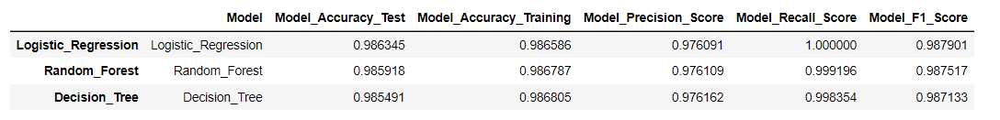 Model Model_Accuracy_Test Model_Accuracy_Training Model_Precision_Score Model_Recall_Score Model_F1_Score
Logistic_Regression Logistic_Regression 0.986345 0.986586 0.976091 1.000000 0.987901
Random_Forest Random_Forest 0.985918 0.986787 0.976109 0.999196 0.987517
Decision_Tree Decision_Tree 0.985491 0.986805 0.976162 0.998354 0.987133